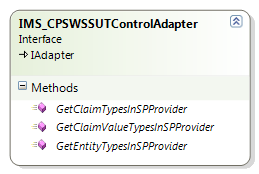 IMS_CPSWSSUTControlAdapter
Interface
IAdapter
Methods
GetClaimTypesInSPProvider
GetClaimValueTypesInSPProvider
GetEntityTypesInSPProvider